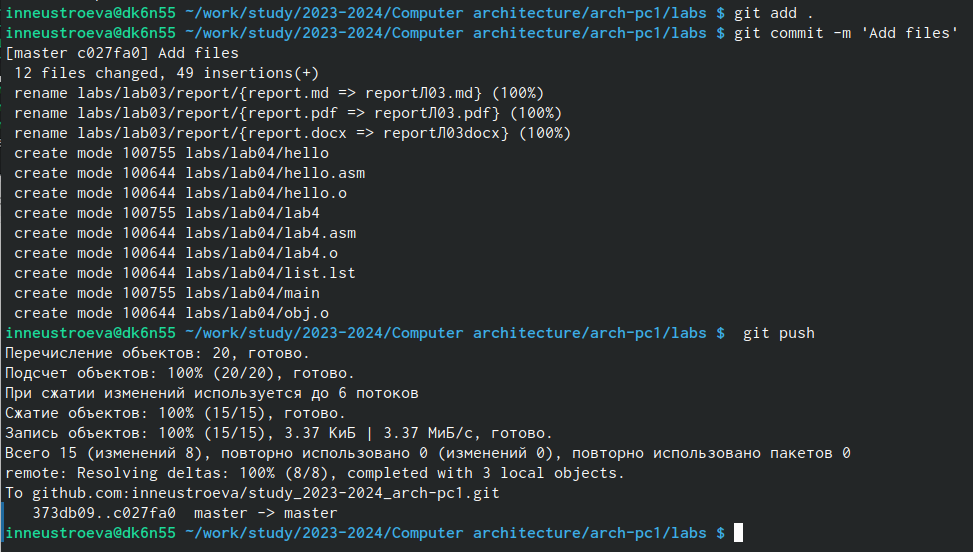 inneustroeva@dk6n55 ~/work/study/2023-2024/Computer architecture/arch-pc1/labs $ git add .
inneustroeva@dk6n55 ~/work/study/2023-2024/Computer architecture/arch-pc1/labs $ git commit -m 'Add files'
[master c027fa0] Add files
 12 files changed, 49 insertions(+)
 rename labs/lab03/report/{report.md => reportЛ03.md} (100%)
 rename labs/lab03/report/{report.pdf => reportЛ03.pdf} (100%)
 rename labs/lab03/report/{report.docx => reportЛ03docx} (100%)
 create mode 100755 labs/lab04/hello
 create mode 100644 labs/lab04/hello.asm
 create mode 100644 labs/lab04/hello.o
 create mode 100755 labs/lab04/lab4
 create mode 100644 labs/lab04/lab4.asm
 create mode 100644 labs/lab04/lab4.o
 create mode 100644 labs/lab04/list.lst
 create mode 100755 labs/lab04/main
 create mode 100644 labs/lab04/obj.o
inneustroeva@dk6n55 ~/work/study/2023-2024/Computer architecture/arch-pc1/labs $  git push
Перечисление объектов: 20, готово.
Подсчет объектов: 100% (20/20), готово.
При сжатии изменений используется до 6 потоков
Сжатие объектов: 100% (15/15), готово.
Запись объектов: 100% (15/15), 3.37 КиБ | 3.37 МиБ/с, готово.
Всего 15 (изменений 8), повторно использовано 0 (изменений 0), повторно использовано пакетов 0
remote: Resolving deltas: 100% (8/8), completed with 3 local objects.
To github.com:inneustroeva/study_2023-2024_arch-pc1.git
   373db09..c027fa0  master -> master
inneustroeva@dk6n55 ~/work/study/2023-2024/Computer architecture/arch-pc1/labs $